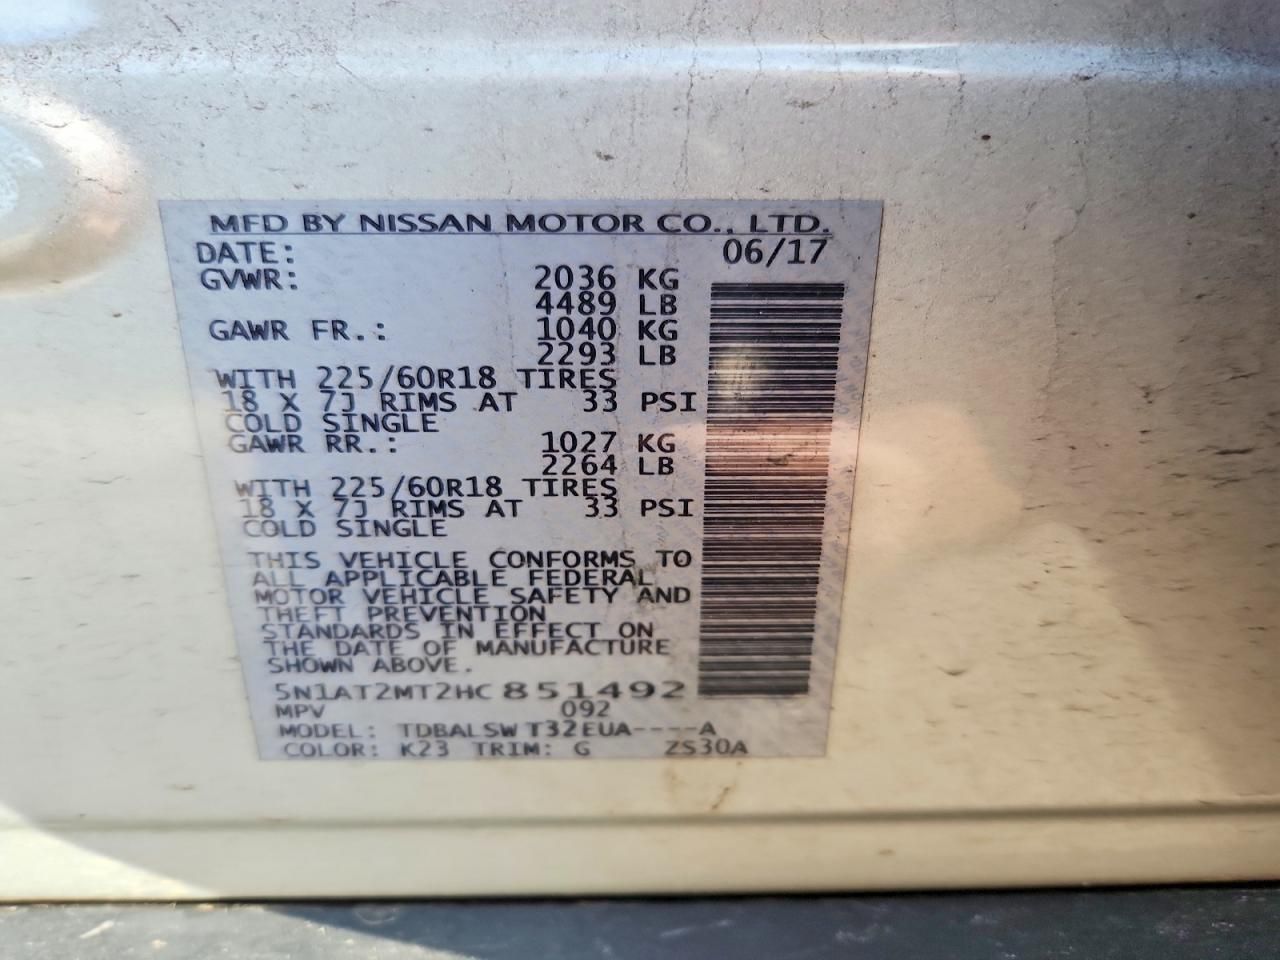 MFD BY NISSAN MOTOR CO., LTD.
DATE: 06/17
GVWR: 2036 KG
4489 LB
GAWR FR.: 1040 KG
2293 LB
WITH 225/60R18 TIRES
18 X 7J RIMS AT 33 PSI
COLD SINGLE
GAWR RR.: 1027 KG
2264 LB
WITH 225/60R18 TIRES
18 X 7J RIMS AT 33 PSI
COLD SINGLE
THIS VEHICLE CONFORMS TO
ALL APPLICABLE FEDERAL
MOTOR VEHICLE SAFETY AND
THEFT PREVENTION
STANDARDS IN EFFECT ON
THE DATE OF MANUFACTURE
SHOWN ABOVE.
5N1AT2MT2HC851492
MPV 092
MODEL: TDBALSW T32EUA----A
COLOR: K23 TRIM: G ZS30A